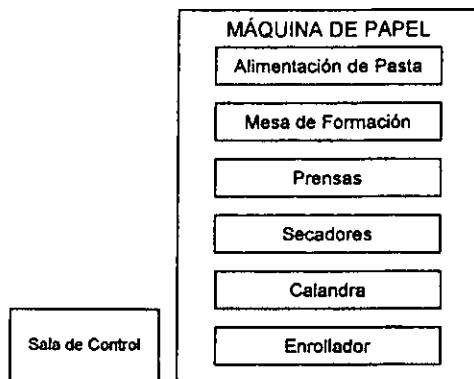 MÁQUINA DE PAPEL
Alimentación de Pasta
Mesa de Formación
Prensas
Secadores
Calandra
Enrollador
Sala de Control